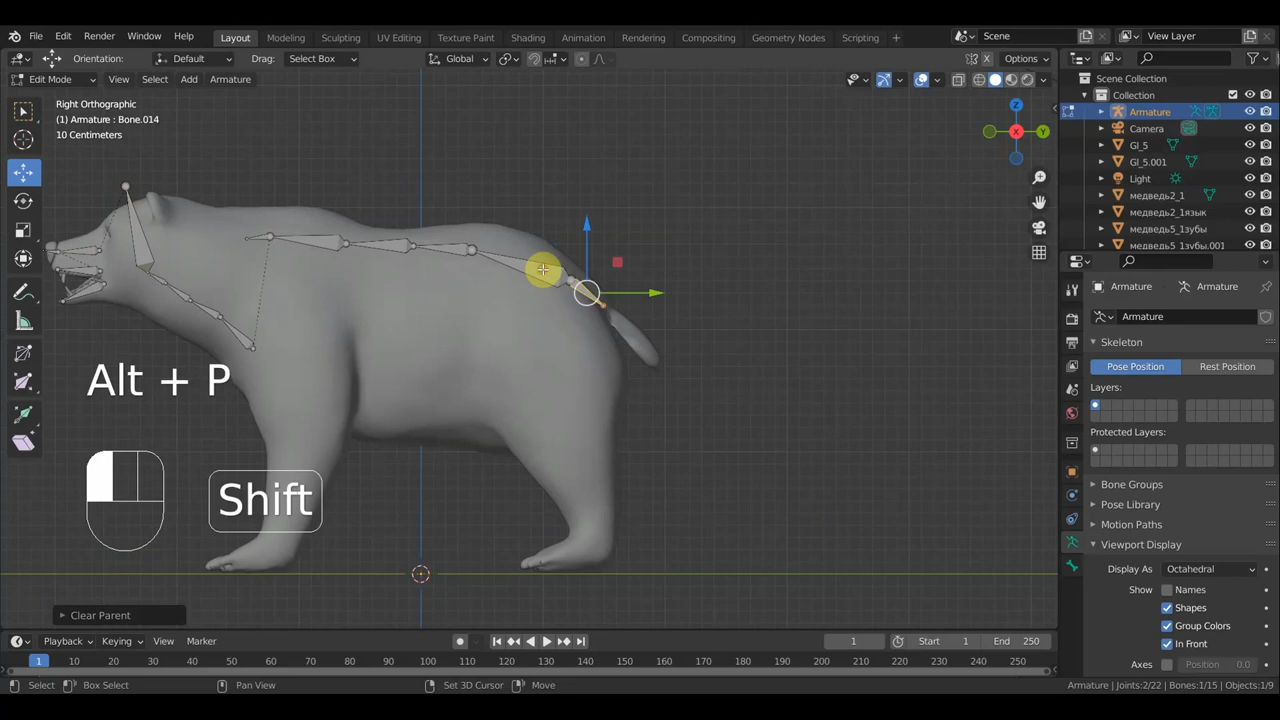 File Edit Render Window Help Layout Modeling Sculpting UV Editing Texture Paint Shading Animation Rendering Compositing Geometry Nodes Scripting + Scene View Layer
Orientation: Default Drag: Select Box Global X Options
Edit Mode View Select Add Armature
Right Orthographic
(1) Armature : Bone.014
10 Centimeters
Z
X
Y
Alt + P
Shift
Clear Parent
Scene Collection
Collection
Armature
Camera
Gl_5
Gl_5.001
Light
медведь2_1
медведь2_1язык
медведь5_1зубы
медведь5_1зубы.001
Armature Armature
Armature
Skeleton
Pose Position Rest Position
Layers:
Protected Layers:
Bone Groups
Pose Library
Motion Paths
Viewport Display
Display As Octahedral
Show Names
Shapes
Group Colors
In Front
Axes Position 0.0
Playback Keying View Marker 1 Start 1 End 250
1 10 20 30 40 50 60 70 80 90 100 110 120 130 140 150 160 170 180 190 200 210 220 230 240 250
Select Box Select Pan View Set 3D Cursor Move Armature | Joints:2/22 | Bones:1/15 | Objects:1/9